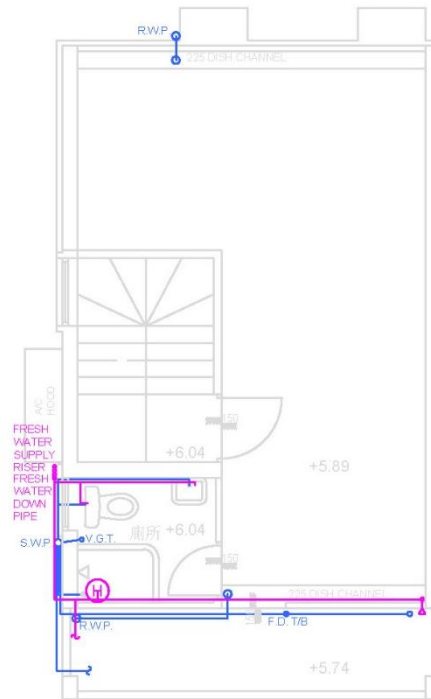 R.W.P.
225 DISH CHANNEL
A/C
HOOD
150
+6.04
+5.89
FRESH
WATER
SUPPLY
RISER
FRESH
WATER
DOWN
PIPE
廁所 +6.04
S.W.P.
V.G.T.
150
H
225 DISH CHANNEL
R.W.P.
F.D. T/B
+5.74